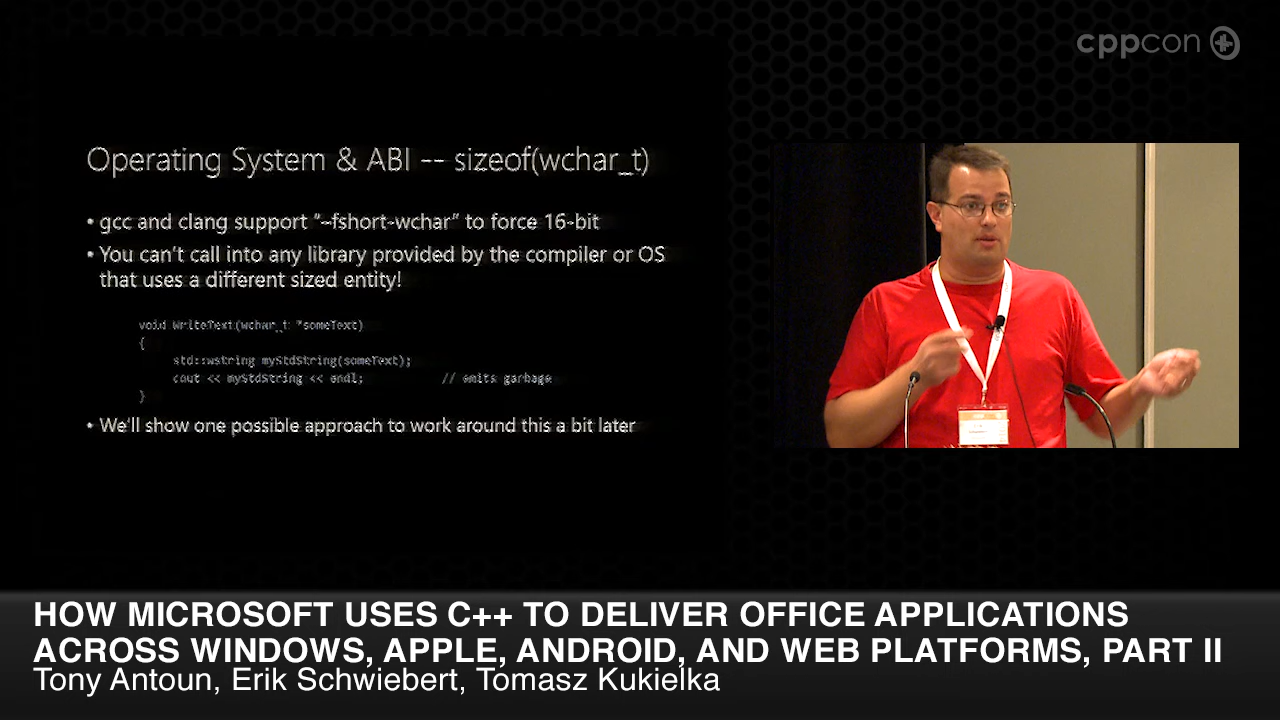 cppcon
Operating System & ABI -- sizeof(wchar_t)
• gcc and clang support "--fshort-wchar" to force 16-bit
• You can't call into any library provided by the compiler or OS
that uses a different sized entity!
void WriteText(wchar_t *someText)
{
std::wstring myStdString(someText);
cout << myStdString << endl; // emits garbage
}
• We'll show one possible approach to work around this a bit later
HOW MICROSOFT USES C++ TO DELIVER OFFICE APPLICATIONS
ACROSS WINDOWS, APPLE, ANDROID, AND WEB PLATFORMS, PART II
Tony Antoun, Erik Schwiebert, Tomasz Kukielka